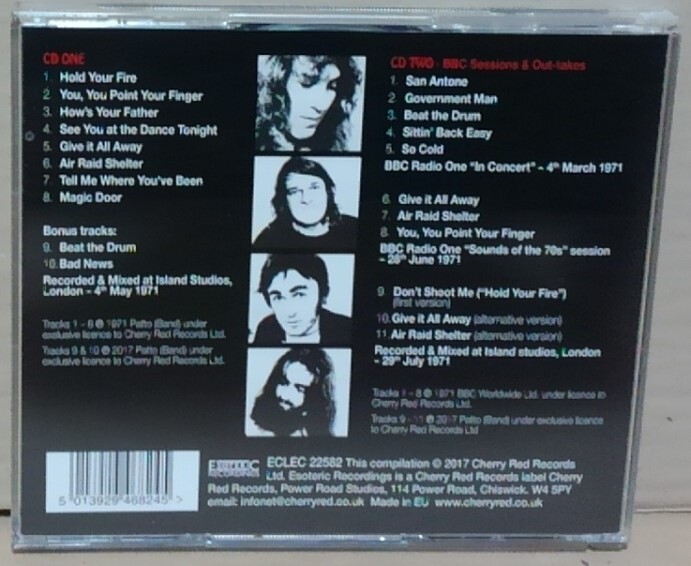 CD ONE
1. Hold Your Fire
2. You, You Point Your Finger
3. How's Your Father
4. See You at the Dance Tonight
5. Give it All Away
6. Air Raid Shelter
7. Tell Me Where You've Been
8. Magic Door
Bonus tracks:
9. Beat the Drum
10. Bad News
Recorded & Mixed at Island Studios,
London - 4th May 1971
Tracks 1 - 8 ℗ 1971 Patto (Band) under
exclusive licence to Cherry Red Records Ltd.
Tracks 9 & 10 ℗ 2017 Patto (Band) under
exclusive licence to Cherry Red Records Ltd.
CD TWO - BBC Sessions & Out-takes
1. San Antone
2. Government Man
3. Beat the Drum
4. Sittin' Back Easy
5. So Cold
BBC Radio One "In Concert" - 4th March 1971
6. Give it All Away
7. Air Raid Shelter
8. You, You Point Your Finger
BBC Radio One "Sounds of the 70s" session
- 28th June 1971
9. Don't Shoot Me ("Hold Your Fire")
(first version)
10. Give it All Away (alternative version)
11. Air Raid Shelter (alternative version)
Recorded & Mixed at Island studios, London
- 29th July 1971
Tracks 1 - 8 ℗ 1971 BBC Worldwide Ltd. under licence to
Cherry Red Records Ltd.
Tracks 9 - 11 ℗ 2017 Patto (Band) under exclusive licence
to Cherry Red Records Ltd
5 013929 468245 >
ESOTERIC
RECORDINGS
ECLEC 22582 This compilation © 2017 Cherry Red Records
Ltd. Esoteric Recordings is a Cherry Red Records label Cherry
Red Records, Power Road Studios, 114 Power Road, Chiswick. W4 5PY
email: infonet@cherryred.co.uk Made in EU www.cherryred.co.uk